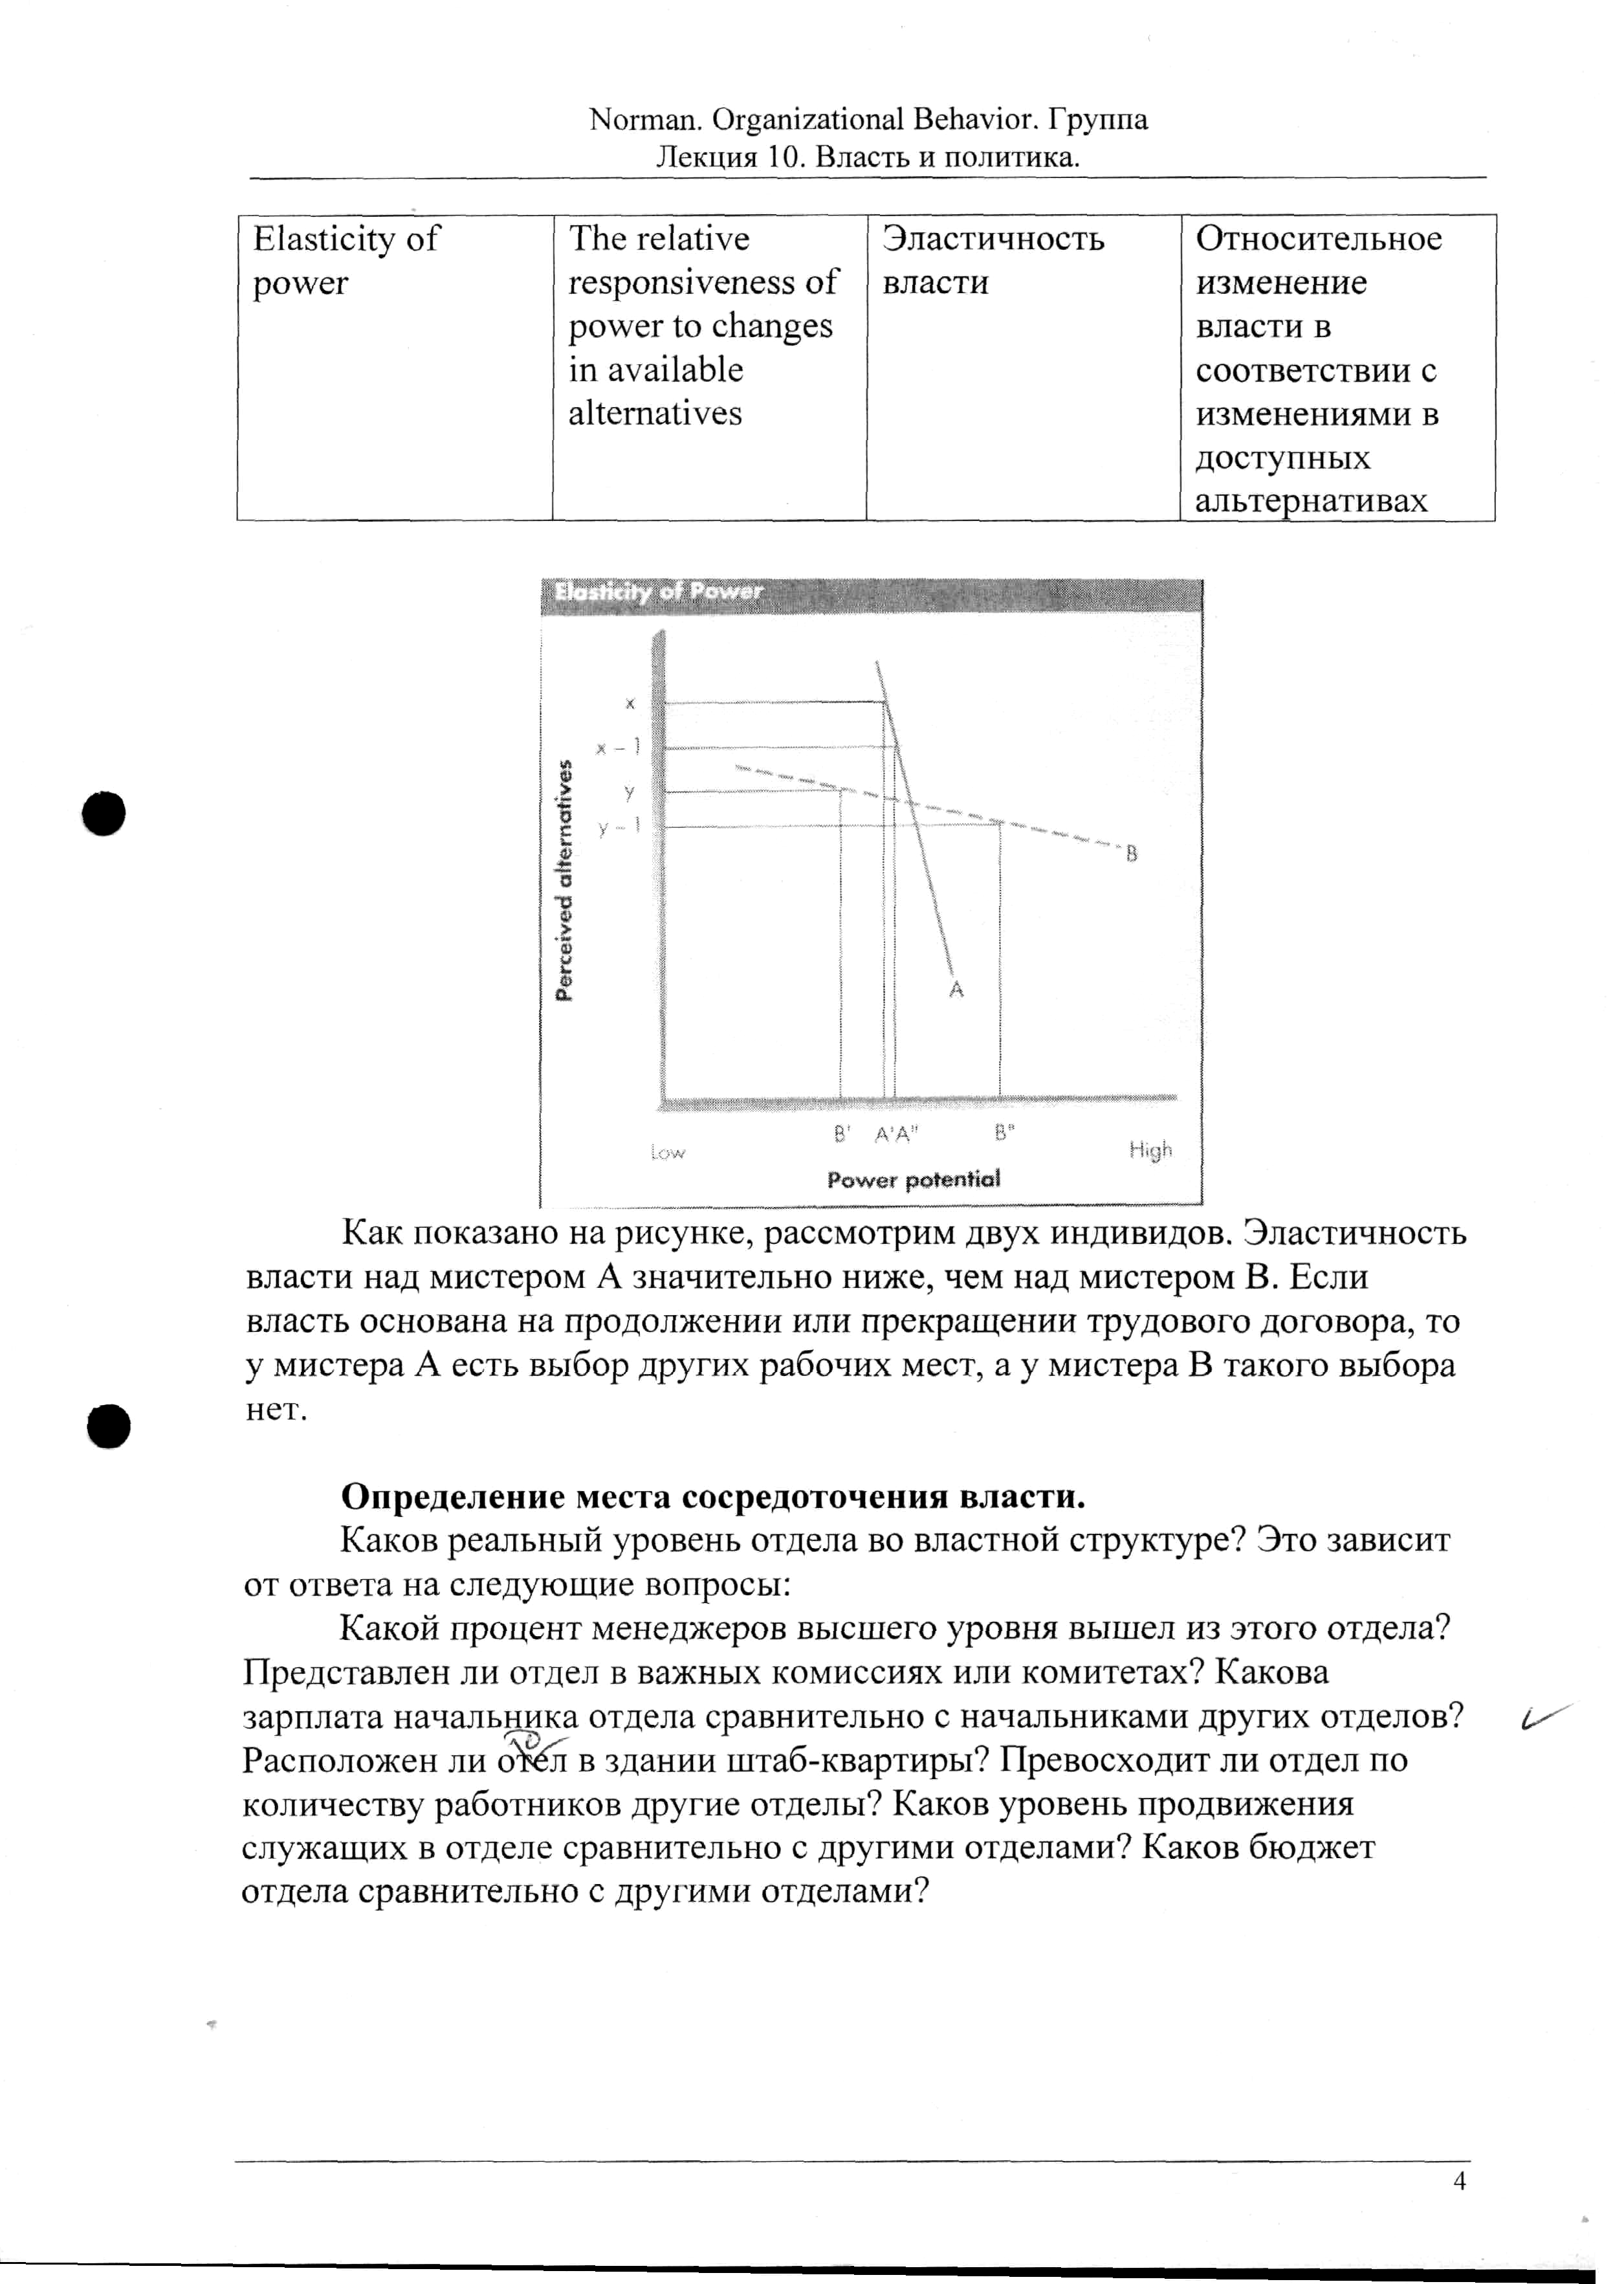 Norman. Organizational Behavior. Группа
Лекция 10. Власть и политика.
Elasticity of
power
The relative
responsiveness of
power to changes
in available
alternatives
Эластичность
власти
Относительное
изменение
власти в
соответствии с
изменениями в
доступных
альтернативах
Elasticity of Power
Perceived alternatives
x
x – 1
y
y – 1
B
A
B' A'A" B"
Low
High
Power potential
Как показано на рисунке, рассмотрим двух индивидов. Эластичность
власти над мистером А значительно ниже, чем над мистером В. Если
власть основана на продолжении или прекращении трудового договора, то
у мистера А есть выбор других рабочих мест, а у мистера В такого выбора
нет.
Определение места сосредоточения власти.
Каков реальный уровень отдела во властной структуре? Это зависит
от ответа на следующие вопросы:
Какой процент менеджеров высшего уровня вышел из этого отдела?
Представлен ли отдел в важных комиссиях или комитетах? Какова
зарплата начальника отдела сравнительно с начальниками других отделов?
Расположен ли отел в здании штаб-квартиры? Превосходит ли отдел по
количеству работников другие отделы? Каков уровень продвижения
служащих в отделе сравнительно с другими отделами? Каков бюджет
отдела сравнительно с другими отделами?
4